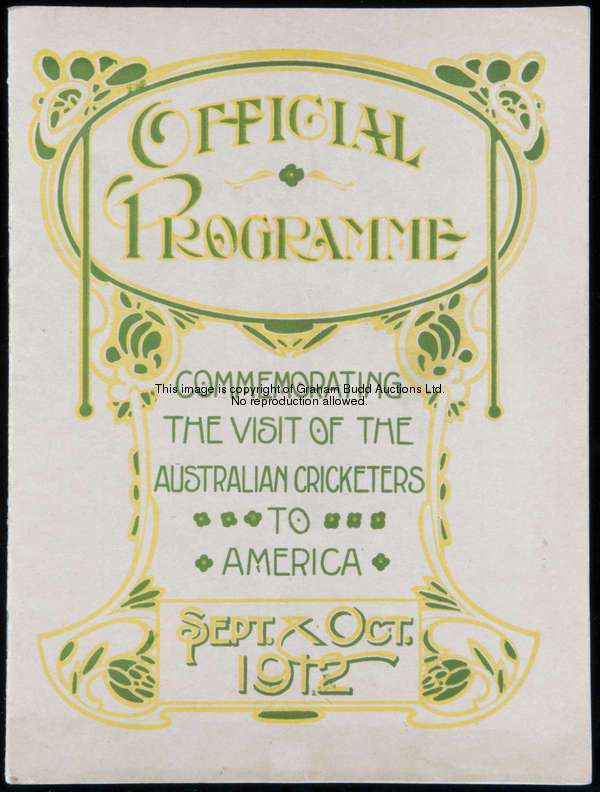 OFFICIAL
PROGRAMME
COMMEMORATING
This image is copyright of Graham Budd Auctions Ltd.
No reproduction allowed.
THE VISIT OF THE
AUSTRALIAN CRICKETERS
TO
AMERICA
SEPT. & OCT.
1912